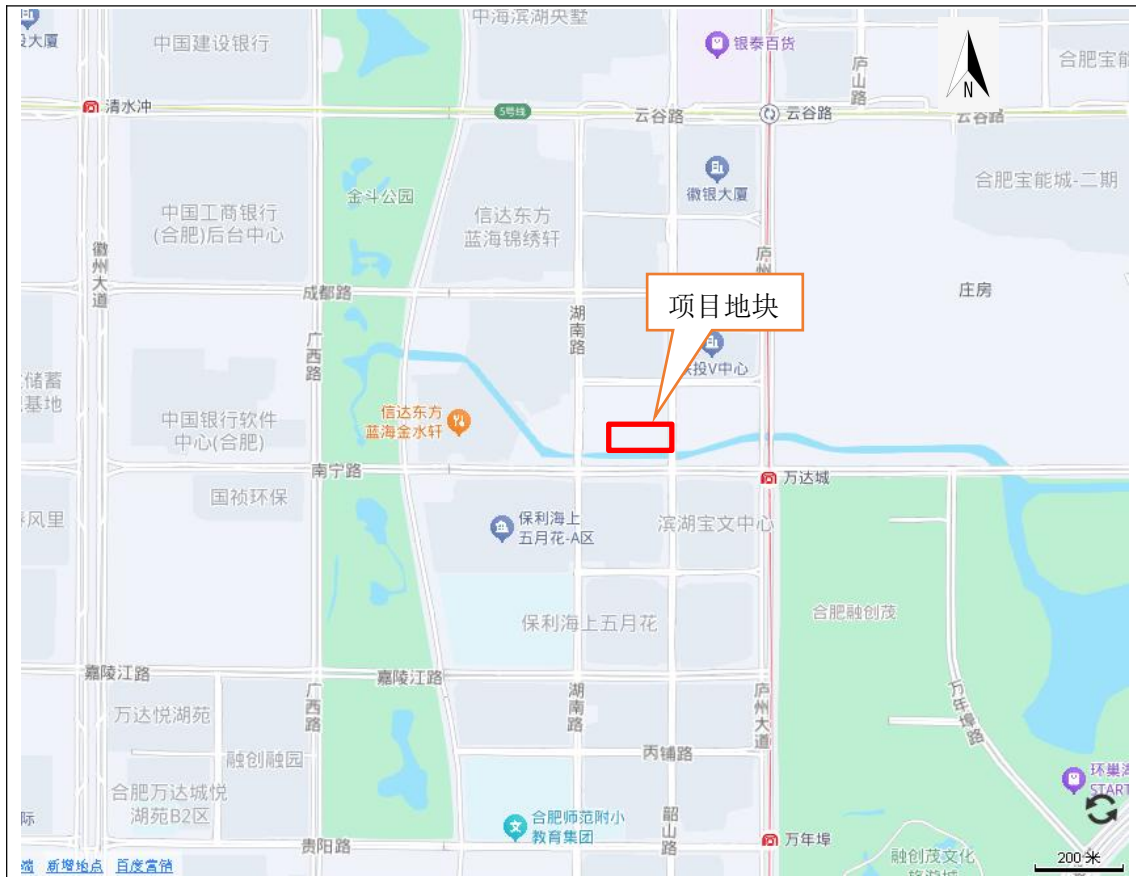 中海滨湖央墅
大厦
中国建设银行
银泰百货
庐山路
合肥宝能
N
清水冲
5号线
云谷路
云谷路
云谷路
徽银大厦
合肥宝能城-二期
金斗公园
中国工商银行
(合肥)后台中心
信达东方
蓝海锦绣轩
徽州大道
庐州
成都路
项目地块
庄房
湖南路
广西路
投V中心
储蓄
基地
中国银行软件
中心(合肥)
信达东方
蓝海金水轩
南宁路
万达城
国祯环保
风里
保利海上
五月花-A区
滨湖宝文中心
保利海上五月花
合肥融创茂
嘉陵江路
嘉陵江路
广西路
湖南路
庐州大道
万年埠路
万达悦湖苑
丙铺路
融创融园
环巢湖
START
合肥万达城悦
湖苑B2区
际
合肥师范附小
教育集团
韶山路
万年埠
贵阳路
融创茂文化
旅游城
200米
端
新增地点
百度营销